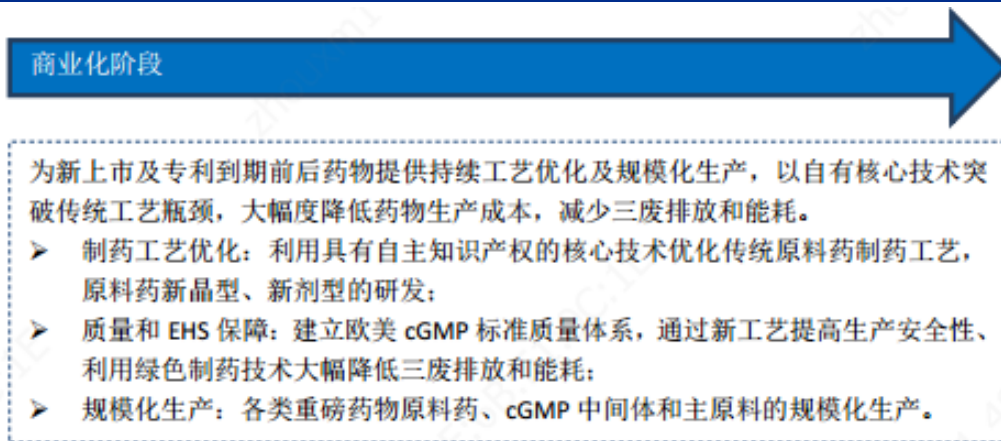 商业化阶段
为新上市及专利到期前后药物提供持续工艺优化及规模化生产，以自有核心技术突
破传统工艺瓶颈，大幅度降低药物生产成本，减少三废排放和能耗。
➢ 制药工艺优化：利用具有自主知识产权的核心技术优化传统原料药制药工艺，
原料药新晶型、新剂型的研发；
➢ 质量和 EHS 保障：建立欧美 cGMP 标准质量体系，通过新工艺提高生产安全性、
利用绿色制药技术大幅降低三废排放和能耗；
➢ 规模化生产：各类重磅药物原料药、cGMP 中间体和主原料的规模化生产。